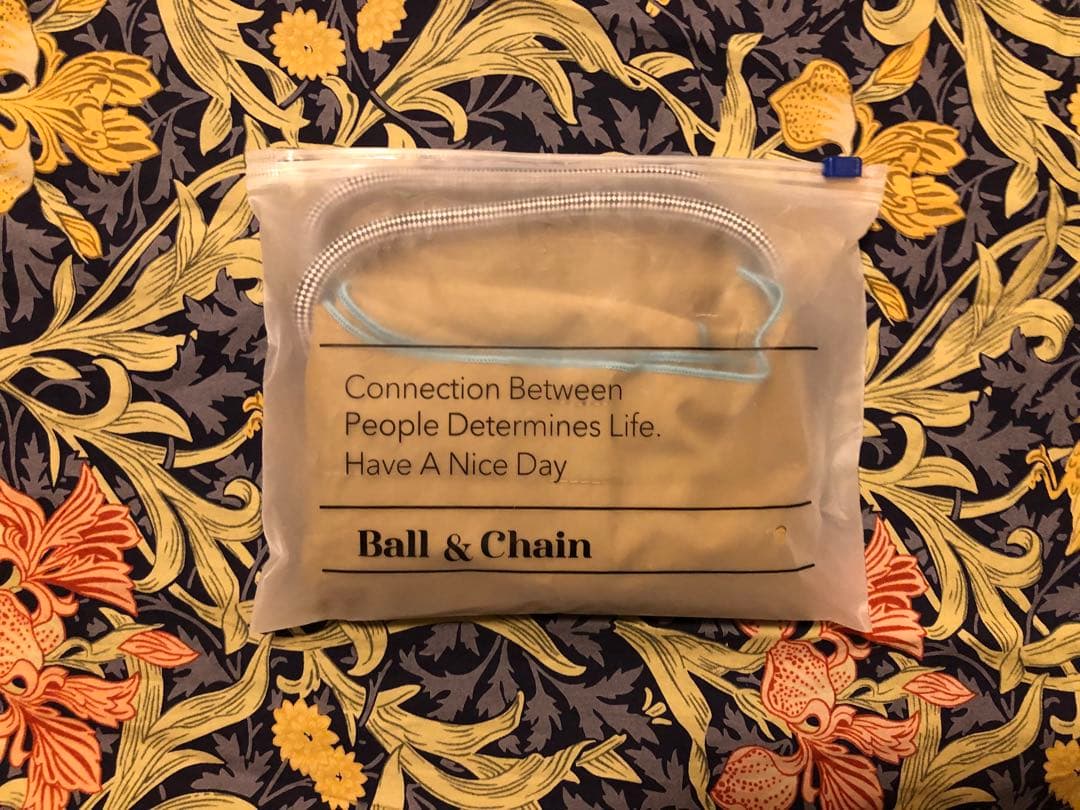 Connection Between
People Determines Life.
Have A Nice Day
Ball & Chain